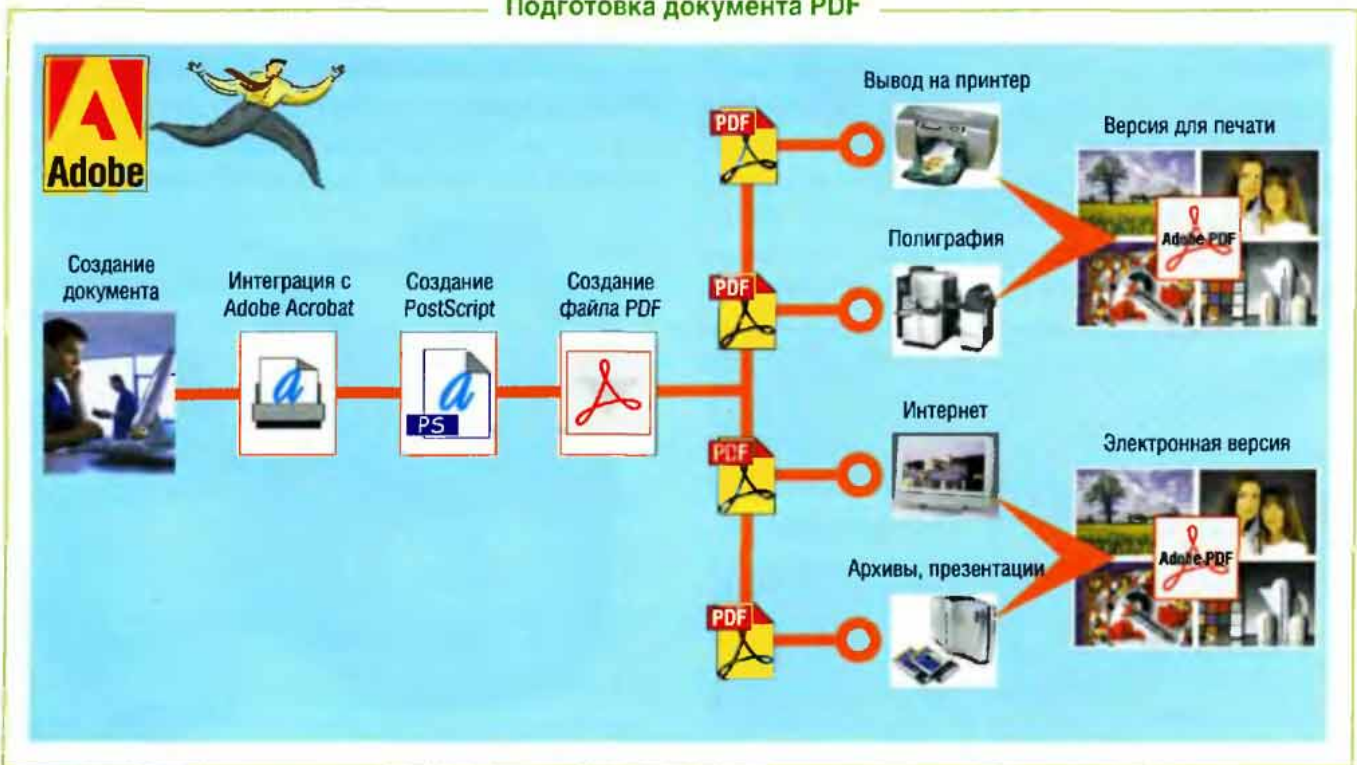 Подготовка документа PDF
Adobe
Создание
документа
Интеграция с
Adobe Acrobat
Создание
PostScript
PS
Создание
файла PDF
PDF
Вывод на принтер
PDF
Полиграфия
Версия для печати
Adobe PDF
PDF
Интернет
PDF
Архивы, презентации
Электронная версия
Adobe PDF